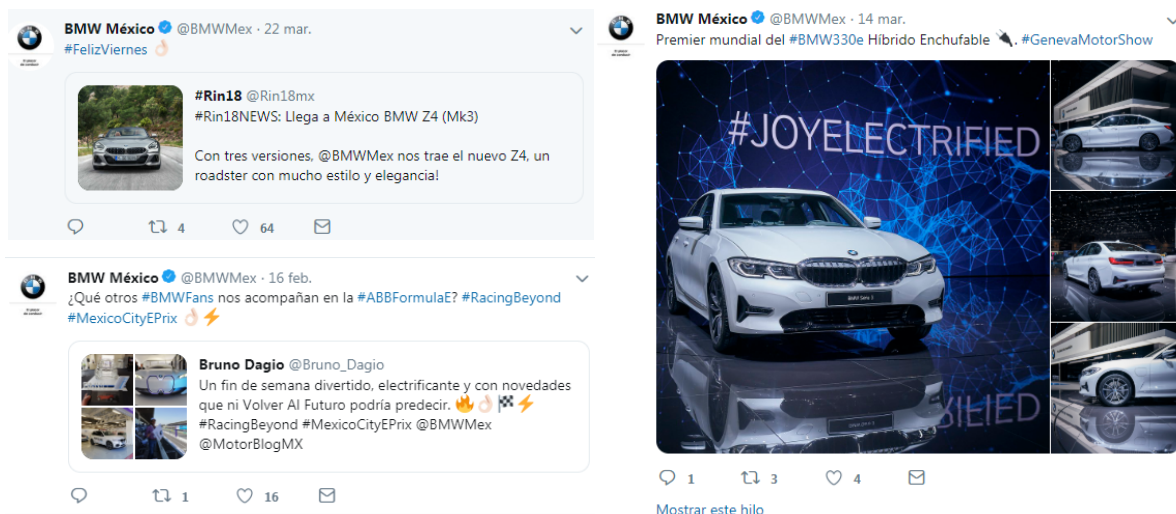 BMW México @BMWMex · 22 mar.
#FelizViernes 👌🏻
#Rin18 @Rin18mx
#Rin18NEWS: Llega a México BMW Z4 (Mk3)
Con tres versiones, @BMWMex nos trae el nuevo Z4, un
roadster con mucho estilo y elegancia!
4 64
BMW México @BMWMex · 16 feb.
¿Qué otros #BMWFans nos acompañan en la #ABBFormulaE? #RacingBeyond
#MexicoCityEPrix 👌🏻⚡
Bruno Dagio @Bruno_Dagio
Un fin de semana divertido, electrificante y con novedades
que ni Volver Al Futuro podría predecir. 🔥👌🏻🏁⚡
#RacingBeyond #MexicoCityEPrix @BMWMex
@MotorBlogMX
1 16
BMW México @BMWMex · 14 mar.
Premier mundial del #BMW330e Híbrido Enchufable 🔌. #GenevaMotorShow
#JOYELECTRIFIED
BMW Serie 3
1 3 4
Mostrar este hilo